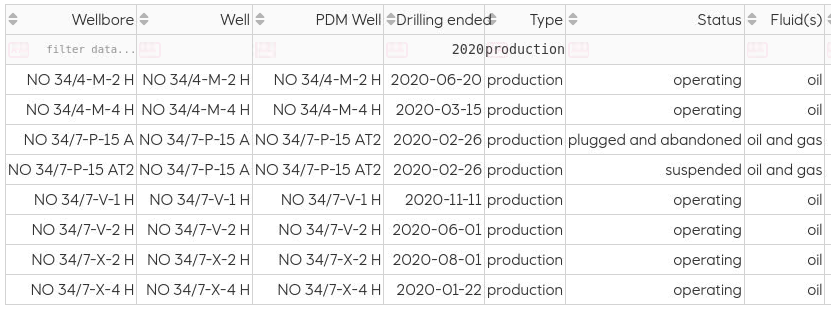 Wellbore Well PDM Well Drilling ended Type Status Fluid(s)
filter data... 2020 production
NO 34/4-M-2 H NO 34/4-M-2 H NO 34/4-M-2 H 2020-06-20 production operating oil
NO 34/4-M-4 H NO 34/4-M-4 H NO 34/4-M-4 H 2020-03-15 production operating oil
NO 34/7-P-15 A NO 34/7-P-15 A NO 34/7-P-15 AT2 2020-02-26 production plugged and abandoned oil and gas
NO 34/7-P-15 AT2 NO 34/7-P-15 A NO 34/7-P-15 AT2 2020-02-26 production suspended oil and gas
NO 34/7-V-1 H NO 34/7-V-1 H NO 34/7-V-1 H 2020-11-11 production operating oil
NO 34/7-V-2 H NO 34/7-V-2 H NO 34/7-V-2 H 2020-06-01 production operating oil
NO 34/7-X-2 H NO 34/7-X-2 H NO 34/7-X-2 H 2020-08-01 production operating oil
NO 34/7-X-4 H NO 34/7-X-4 H NO 34/7-X-4 H 2020-01-22 production operating oil